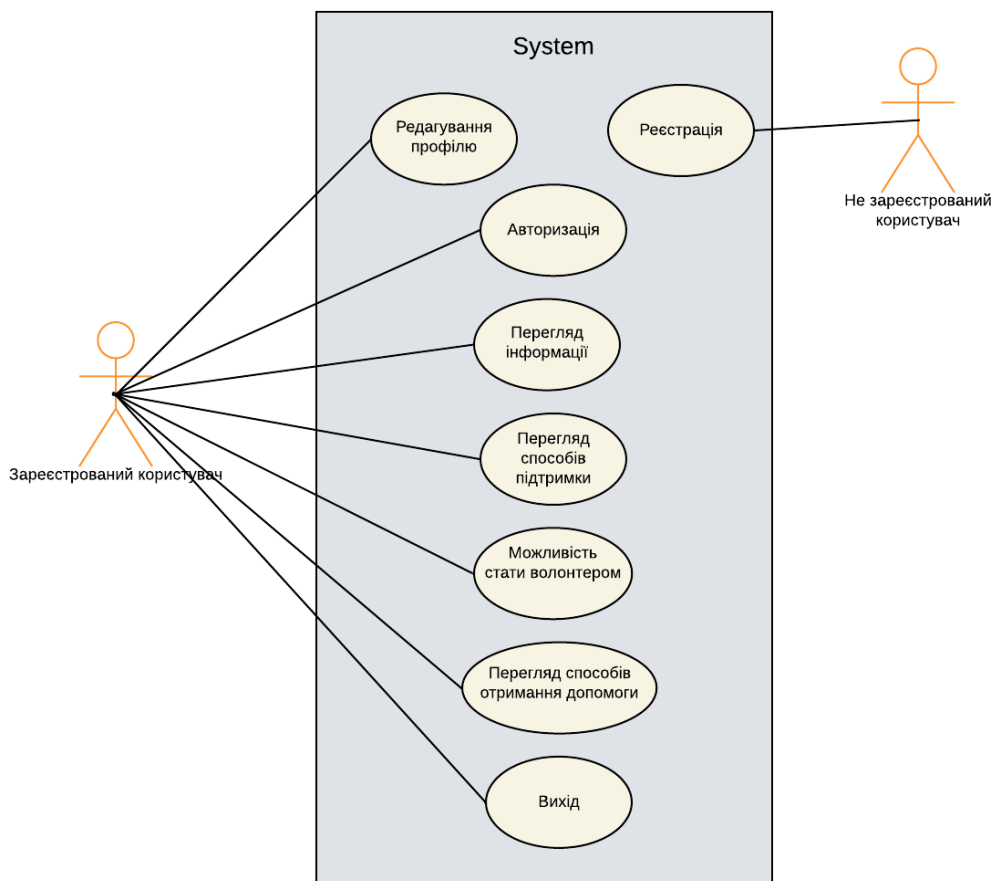 System
Редагування
профілю
Реєстрація
Не зареєстрований
користувач
Авторизація
Перегляд
інформації
Зареєстрований користувач
Перегляд
способів
підтримки
Можливість
стати волонтером
Перегляд способів
отримання допомоги
Вихід